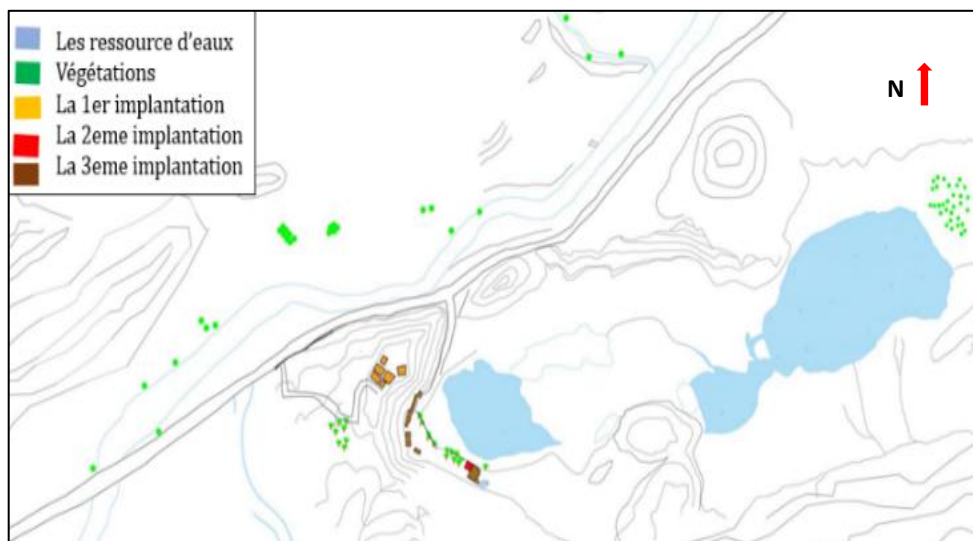 Les ressource d'eaux
Végétations
La 1er implantation
La 2eme implantation
La 3eme implantation
N